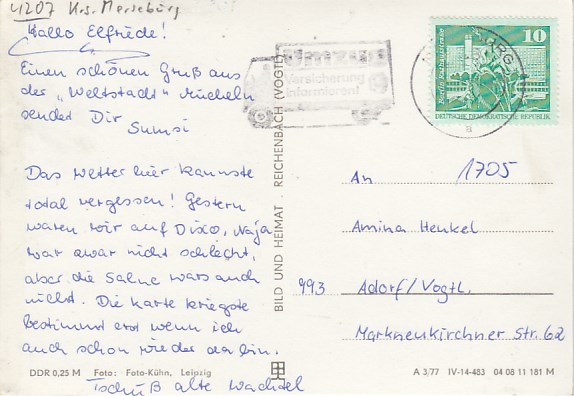 4207 Krs. Merseburg
Hallo Elfriede!
Einen schönen Gruß aus
der „Weltstadt" Mücheln
sendet Dir
Sumsi
Das Wetter hier kannste
total vergessen! Gestern
waren wir auf Disco, Naja
war zwar nicht schlecht,
aber die Sahne wars auch
nicht. Die Karte kriegste
bestimmt erst wenn ich
auch schon wieder da bin.
Tschüß alte Wachtel
DDR 0,25 M Foto: Foto-Kühn, Leipzig
BILD UND HEIMAT · REICHENBACH (VOGTL)
Umzug
Versicherung
informieren!
10
DEUTSCHE DEMOKRATISCHE REPUBLIK
1705
An
Amina Henkel
993 Adorf/Vogtl.
Markneukirchner Str. 62
A 3/77 IV-14-483 04 08 11 181 M